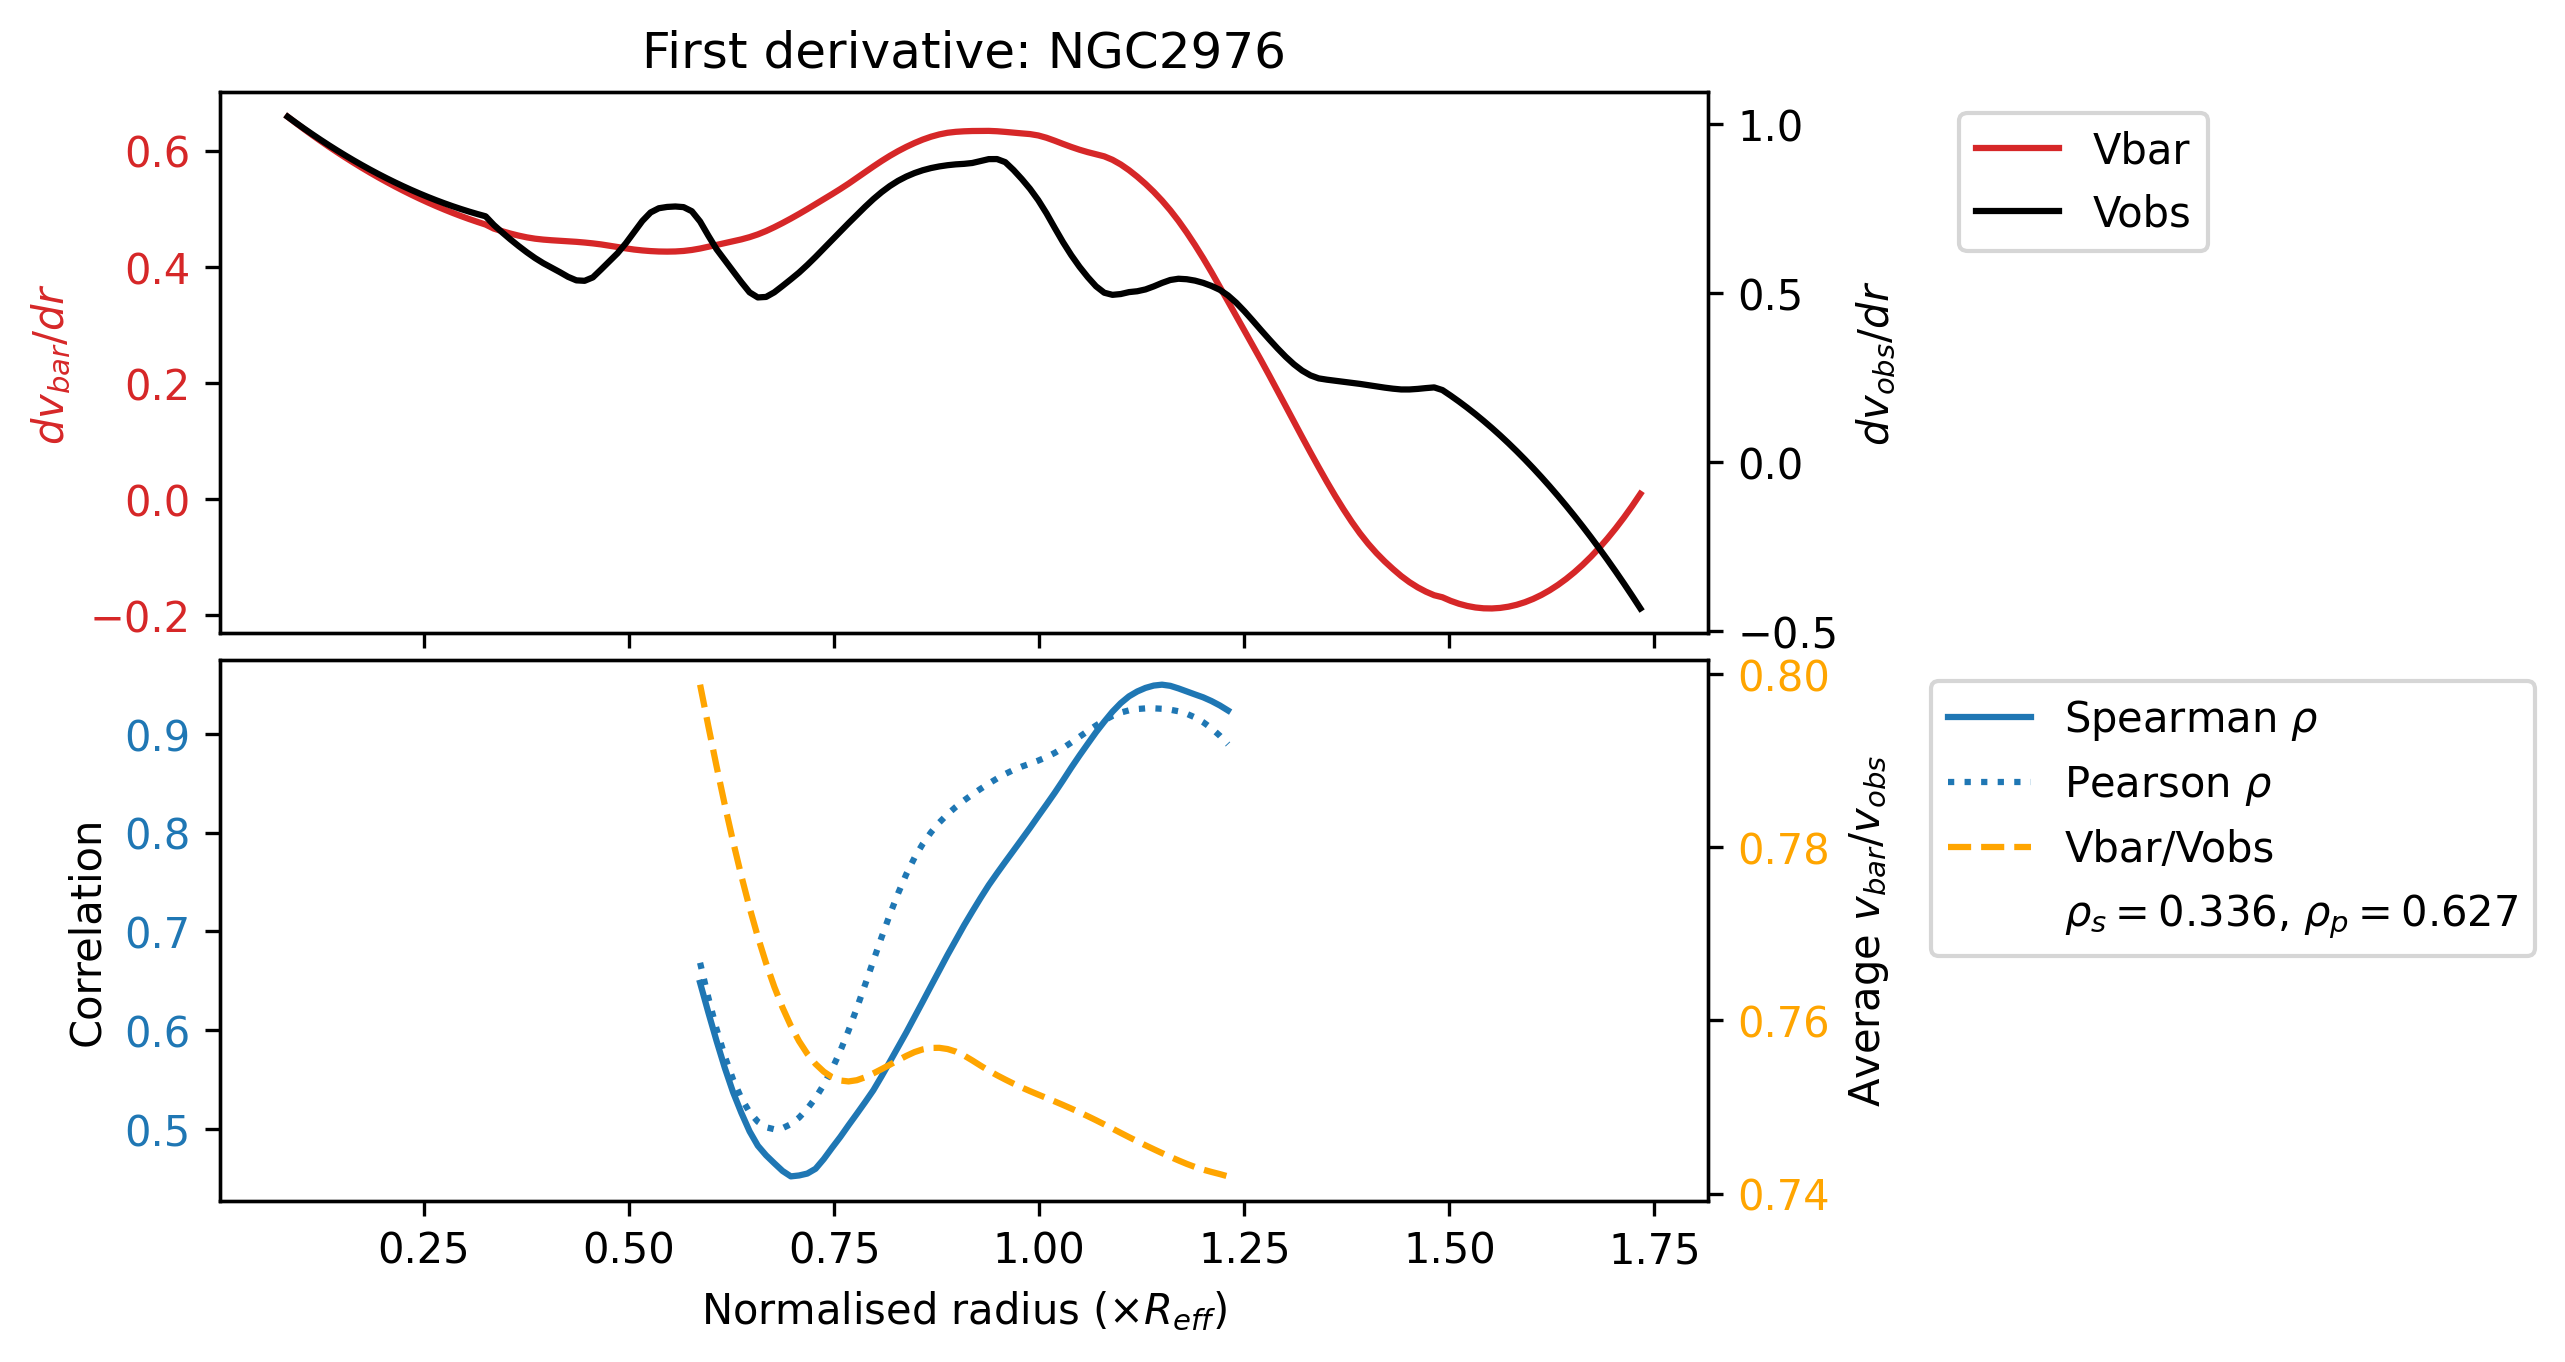 First derivative: NGC2976
0.6
0.4
0.2
0.0
−0.2
dv_bar/dr
1.0
0.5
0.0
−0.5
dv_obs/dr
Vbar
Vobs
0.9
0.8
0.7
0.6
0.5
Correlation
0.80
0.78
0.76
0.74
Average v_bar/v_obs
Spearman ρ
Pearson ρ
Vbar/Vobs
ρ_s = 0.336, ρ_p = 0.627
0.25 0.50 0.75 1.00 1.25 1.50 1.75
Normalised radius (×R_eff)